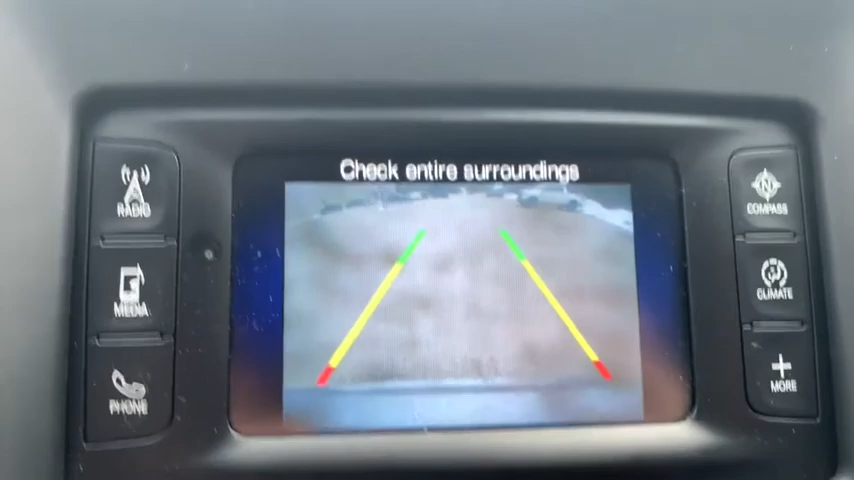 Check entire surroundings
RADIO
MEDIA
PHONE
COMPASS
CLIMATE
MORE